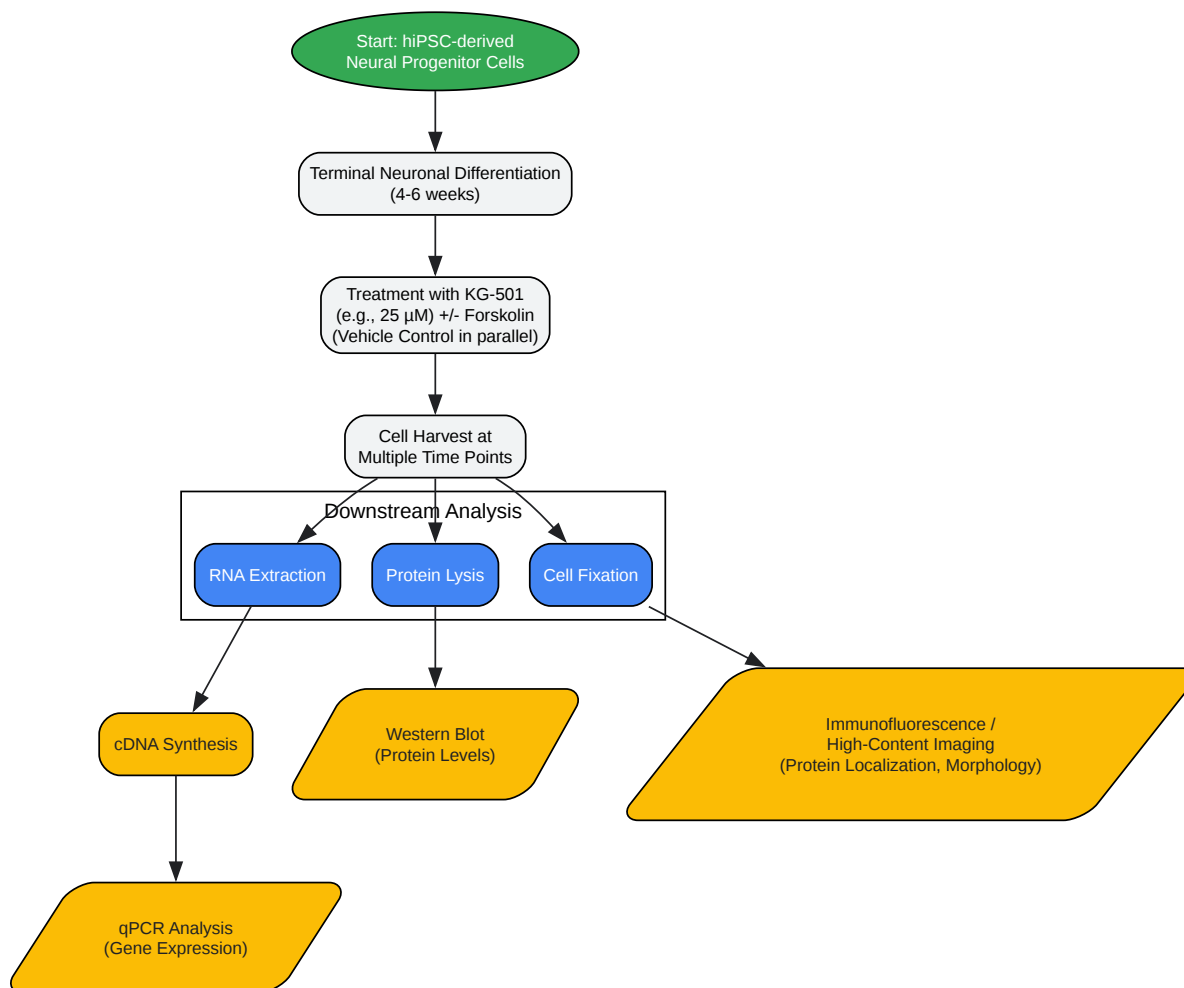 Start: hiPSC-derived
Neural Progenitor Cells
Terminal Neuronal Differentiation
(4-6 weeks)
Treatment with KG-501
(e.g., 25 µM) +/- Forskolin
(Vehicle Control in parallel)
Cell Harvest at
Multiple Time Points
Downstream Analysis
RNA Extraction
Protein Lysis
Cell Fixation
cDNA Synthesis
Western Blot
(Protein Levels)
Immunofluorescence /
High-Content Imaging
(Protein Localization, Morphology)
qPCR Analysis
(Gene Expression)